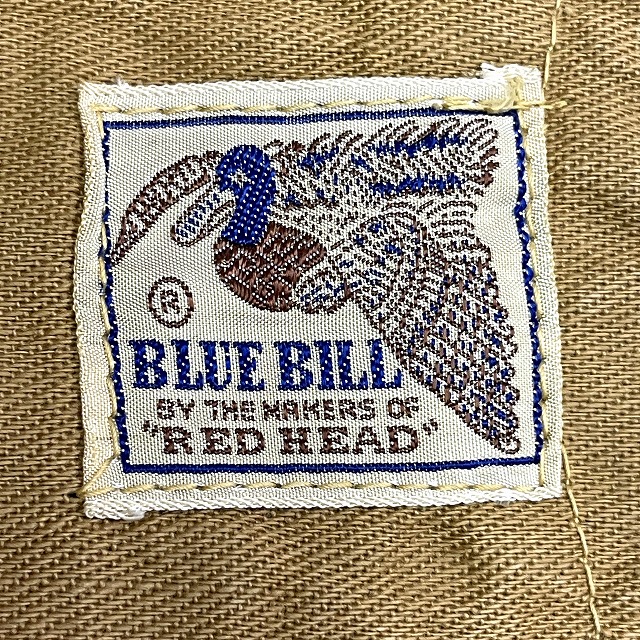 ®
BLUE BILL
BY THE MAKERS OF
"RED HEAD"